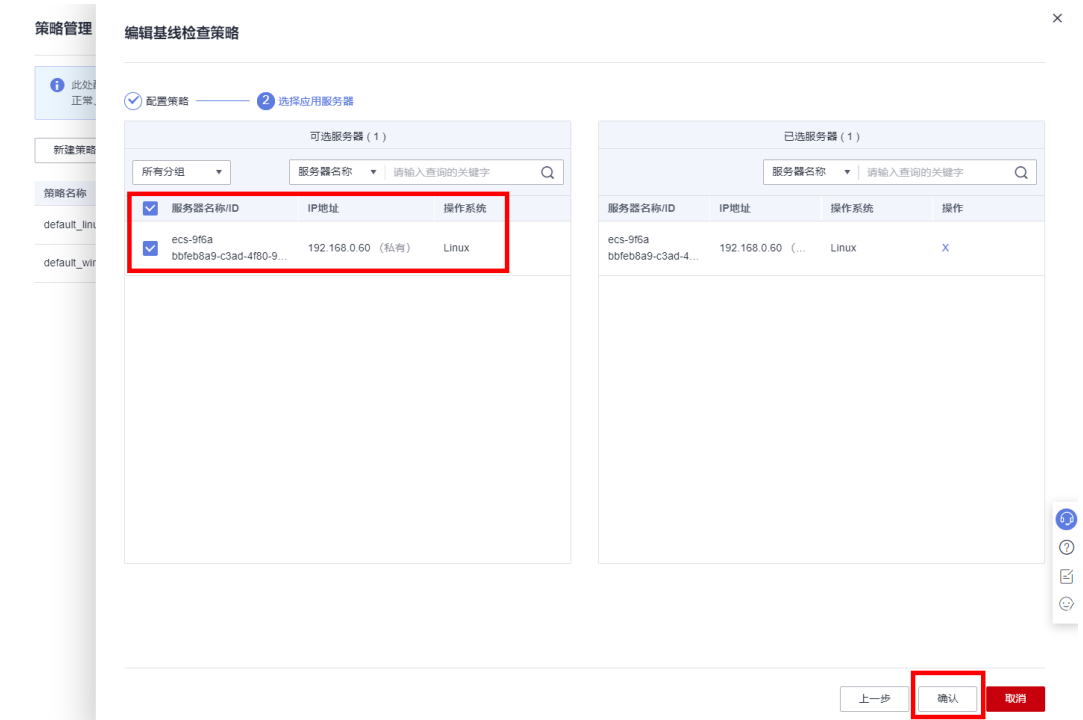 策略管理
编辑基线检查策略
此处
正常
配置策略
2 选择应用服务器
新建策略
策略名称
default_linu
default_wir
可选服务器 ( 1 )
所有分组
服务器名称
请输入查询的关键字
服务器名称/ID
IP地址
操作系统
ecs-9f6a
bbfeb8a9-c3ad-4f80-9...
192.168.0.60 （私有）
Linux
已选服务器 ( 1 )
服务器名称
请输入查询的关键字
服务器名称/ID
IP地址
操作系统
操作
ecs-9f6a
bbfeb8a9-c3ad-4...
192.168.0.60 （...
Linux
X
上一步
确认
取消